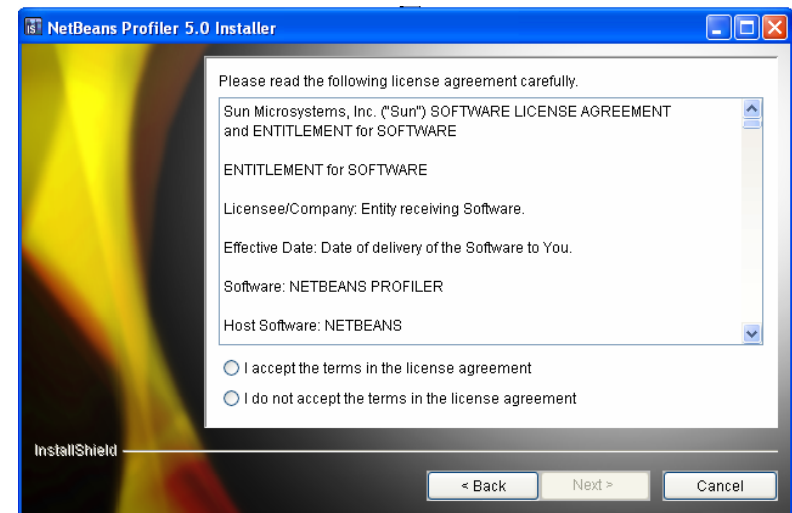 NetBeans Profiler 5.0 Installer
Please read the following license agreement carefully.
Sun Microsystems, Inc. ("Sun") SOFTWARE LICENSE AGREEMENT
and ENTITLEMENT for SOFTWARE
ENTITLEMENT for SOFTWARE
Licensee/Company: Entity receiving Software.
Effective Date: Date of delivery of the Software to You.
Software: NETBEANS PROFILER
Host Software: NETBEANS
I accept the terms in the license agreement
I do not accept the terms in the license agreement
InstallShield
< Back
Next >
Cancel